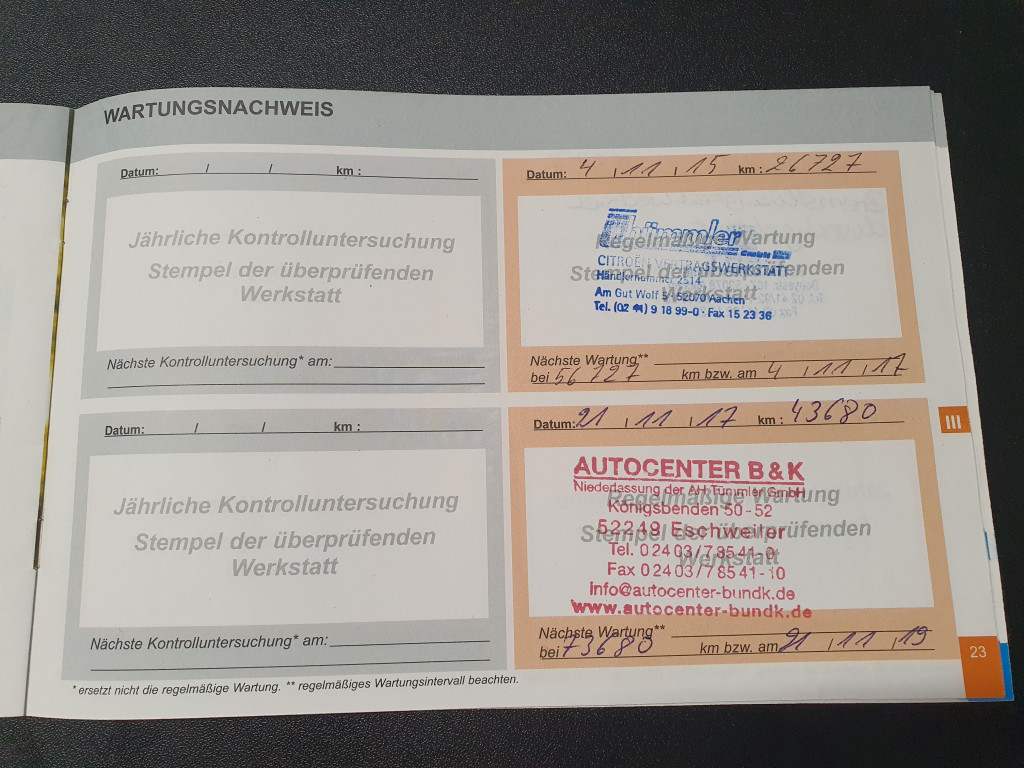 WARTUNGSNACHWEIS
Datum: / / km :
Jährliche Kontrolluntersuchung
Stempel der überprüfenden
Werkstatt
Nächste Kontrolluntersuchung* am:
Datum: 4 / 11 / 15 km : 26727
Regelmäßige Wartung
Stempel der überprüfenden
Werkstatt
GmbH
CITROËN VERTRAGSWERKSTATT
Händlernummer 2514
Am Gut Wolf 5 · 52070 Aachen
Tel. (02 41) 9 18 99-0 · Fax 15 23 36
Nächste Wartung**
bei 56727 km bzw. am 4 / 11 / 17
Datum: / / km :
Jährliche Kontrolluntersuchung
Stempel der überprüfenden
Werkstatt
Nächste Kontrolluntersuchung* am:
Datum: 21 / 11 / 17 km : 43680
Regelmäßige Wartung
Stempel der überprüfenden
Werkstatt
AUTOCENTER B & K
Niederlassung der AH Tümmler GmbH
Königsbenden 50 - 52
52249 Eschweiler
Tel. 0 24 03 / 7 85 41 - 0
Fax 0 24 03 / 7 85 41 - 10
info@autocenter-bundk.de
www.autocenter-bundk.de
Nächste Wartung**
bei 73680 km bzw. am 21 / 11 / 19
* ersetzt nicht die regelmäßige Wartung. ** regelmäßiges Wartungsintervall beachten.
III
23